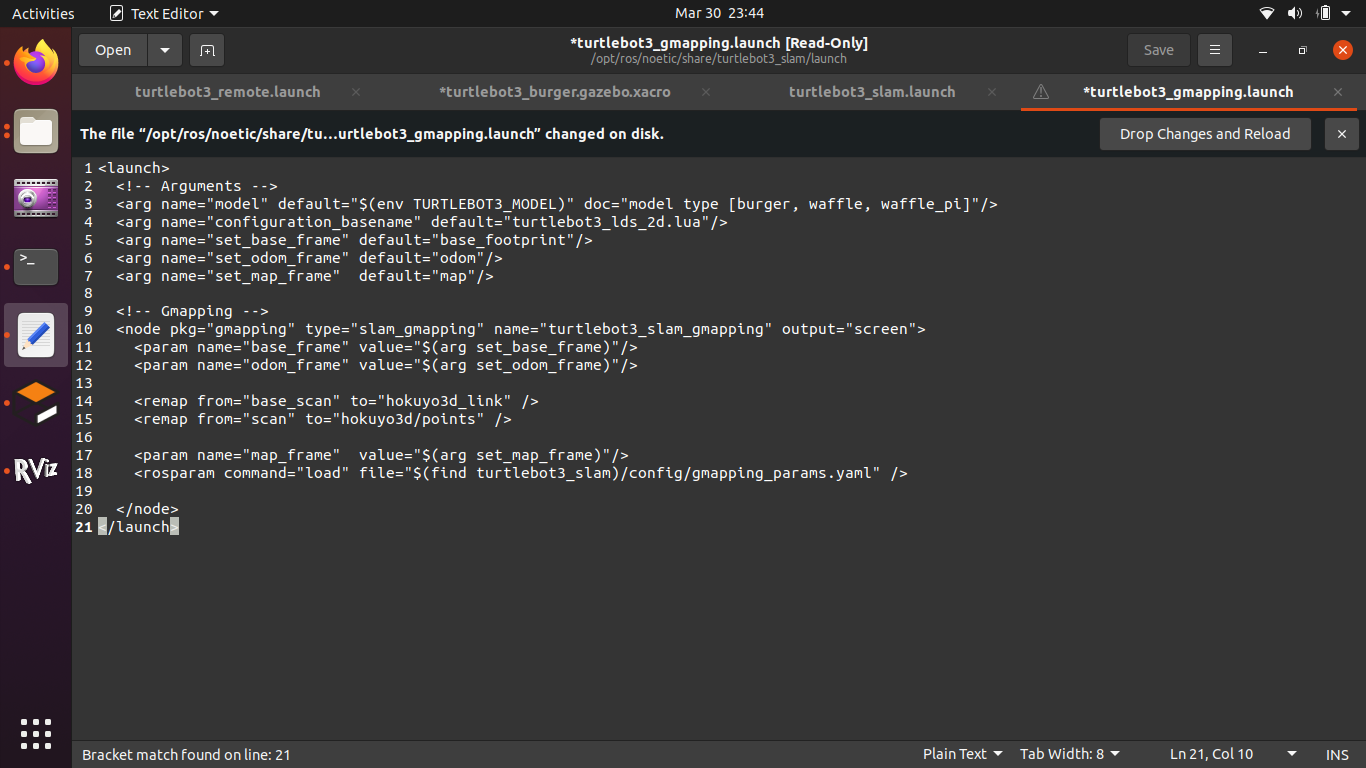 Activities Text Editor Mar 30 23:44
Open *turtlebot3_gmapping.launch [Read-Only] Save
/opt/ros/noetic/share/turtlebot3_slam/launch
turtlebot3_remote.launch *turtlebot3_burger.gazebo.xacro turtlebot3_slam.launch *turtlebot3_gmapping.launch
The file “/opt/ros/noetic/share/tu…urtlebot3_gmapping.launch” changed on disk. Drop Changes and Reload
1 <launch>
2   <!-- Arguments -->
3   <arg name="model" default="$(env TURTLEBOT3_MODEL)" doc="model type [burger, waffle, waffle_pi]"/>
4   <arg name="configuration_basename" default="turtlebot3_lds_2d.lua"/>
5   <arg name="set_base_frame" default="base_footprint"/>
6   <arg name="set_odom_frame" default="odom"/>
7   <arg name="set_map_frame"  default="map"/>
8
9   <!-- Gmapping -->
10   <node pkg="gmapping" type="slam_gmapping" name="turtlebot3_slam_gmapping" output="screen">
11     <param name="base_frame" value="$(arg set_base_frame)"/>
12     <param name="odom_frame" value="$(arg set_odom_frame)"/>
13
14     <remap from="base_scan" to="hokuyo3d_link" />
15     <remap from="scan" to="hokuyo3d/points" />
16
17     <param name="map_frame"  value="$(arg set_map_frame)"/>
18     <rosparam command="load" file="$(find turtlebot3_slam)/config/gmapping_params.yaml" />
19
20   </node>
21 </launch>
RViz
Bracket match found on line: 21 Plain Text Tab Width: 8 Ln 21, Col 10 INS